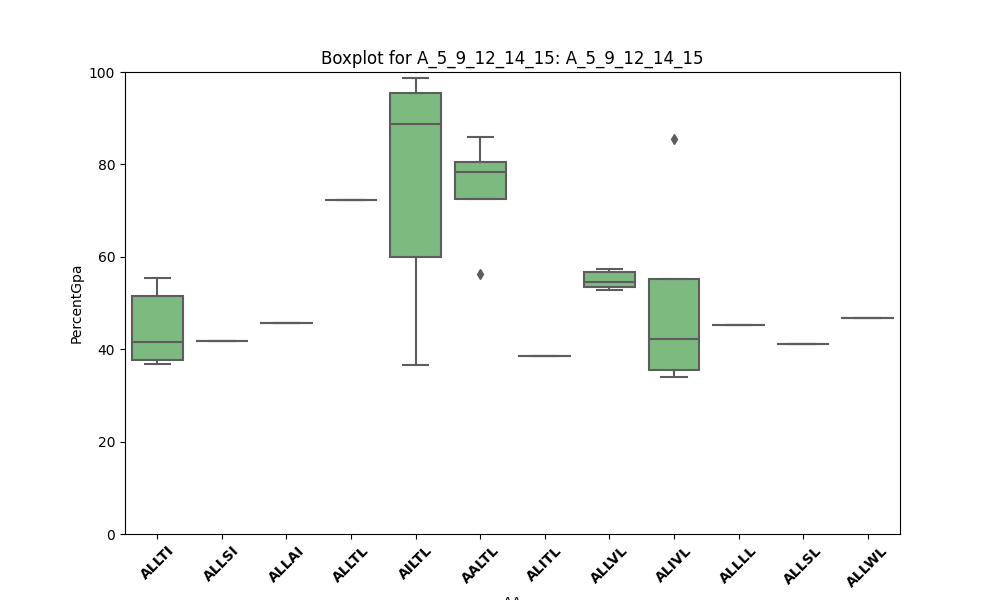 Boxplot for A_5_9_12_14_15: A_5_9_12_14_15
100
80
60
40
20
0
PercentGpa
ALLTI
ALLSI
ALLAI
ALLTL
AILTL
AALTL
ALITL
ALLVL
ALIVL
ALLLL
ALLSL
ALLWL